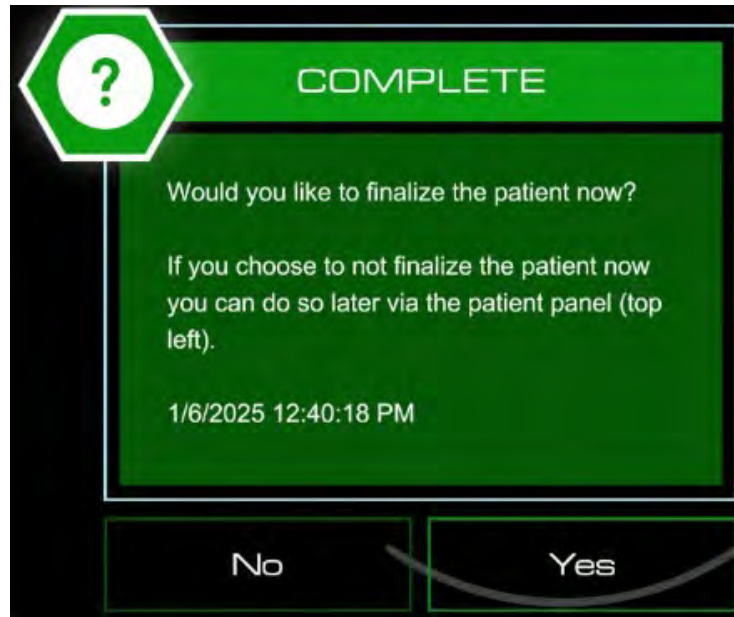 ?
COMPLETE
Would you like to finalize the patient now?
If you choose to not finalize the patient now
you can do so later via the patient panel (top
left).
1/6/2025 12:40:18 PM
No
Yes